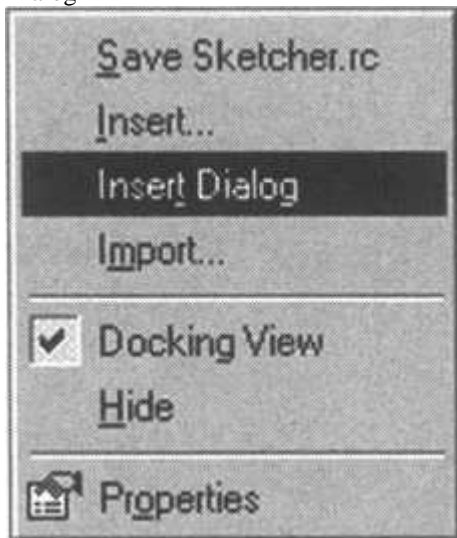 Save Sketcher.rc
Insert...
Insert Dialog
Import...
Docking View
Hide
Properties